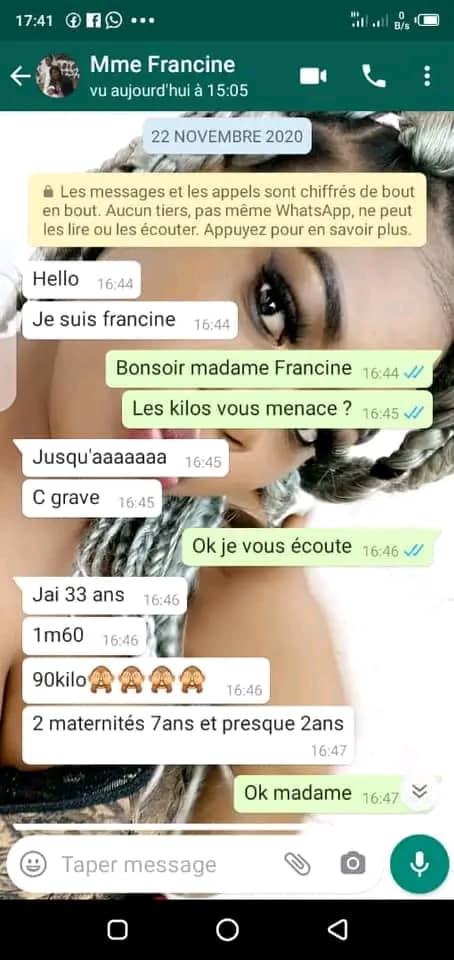 17:41
0
B/s
Mme Francine
vu aujourd'hui à 15:05
22 NOVEMBRE 2020
Les messages et les appels sont chiffrés de bout
en bout. Aucun tiers, pas même WhatsApp, ne peut
les lire ou les écouter. Appuyez pour en savoir plus.
Hello 16:44
Je suis francine 16:44
Bonsoir madame Francine 16:44
Les kilos vous menace ? 16:45
Jusqu'aaaaaaa 16:45
C grave 16:45
Ok je vous écoute 16:46
Jai 33 ans 16:46
1m60 16:46
90kilo🙈🙈🙈🙈 16:46
2 maternités 7ans et presque 2ans
16:47
Ok madame 16:47
Taper message